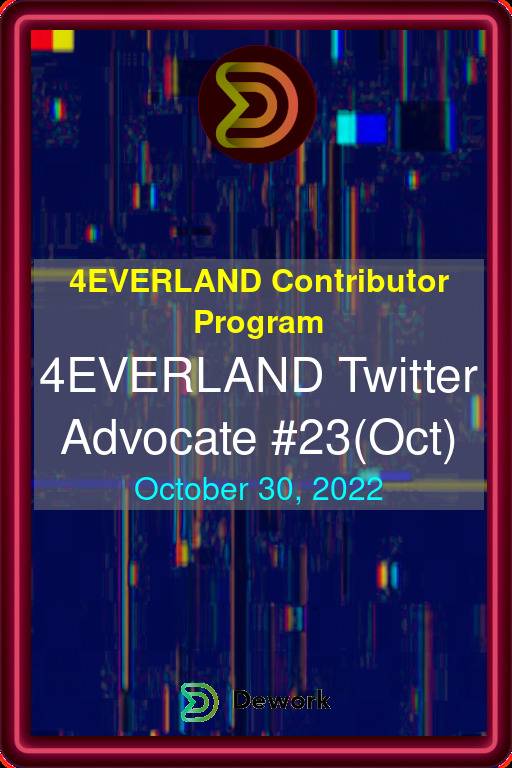 4EVERLAND Contributor
Program
4EVERLAND Twitter
Advocate #23(Oct)
October 30, 2022
Dework